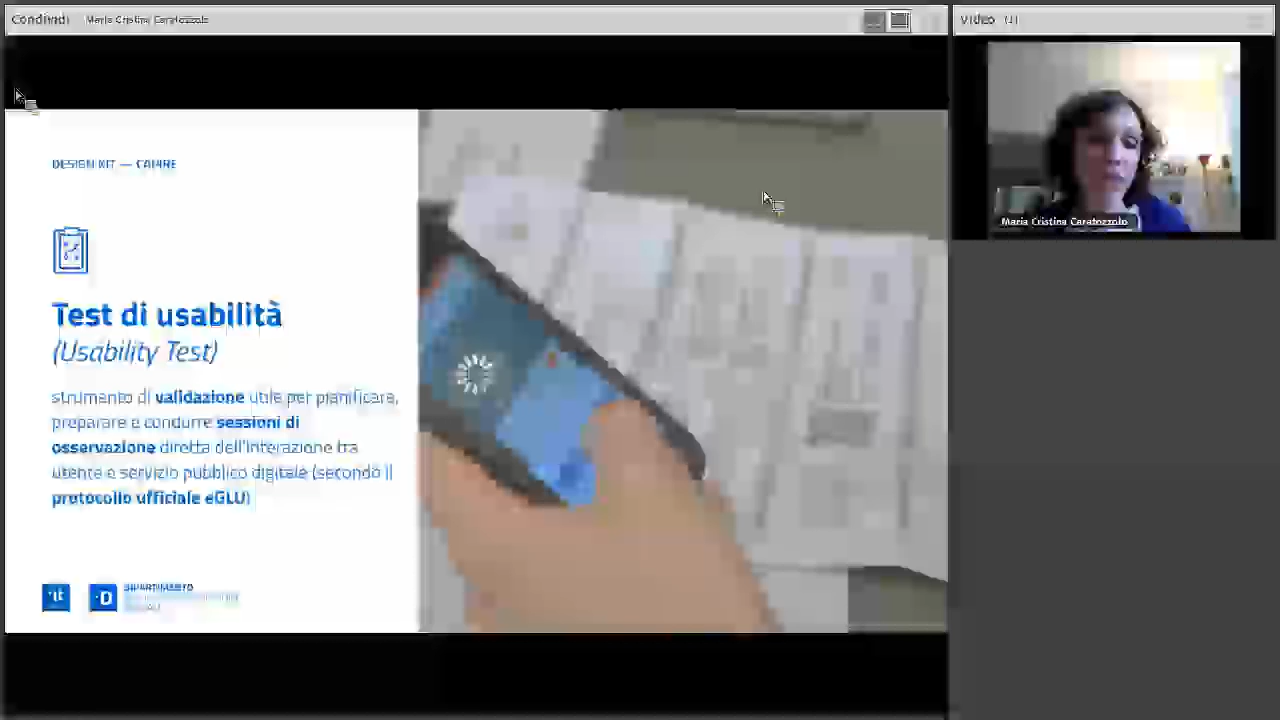 Condividi Maria Cristina Caratozzolo
Video (1)
Maria Cristina Caratozzolo
DESIGN KIT — CAPIRE
Test di usabilità
(Usability Test)
strumento di validazione utile per pianificare,
preparare e condurre sessioni di
osservazione diretta dell'interazione tra
utente e servizio pubblico digitale (secondo il
protocollo ufficiale eGLU)
DIPARTIMENTO